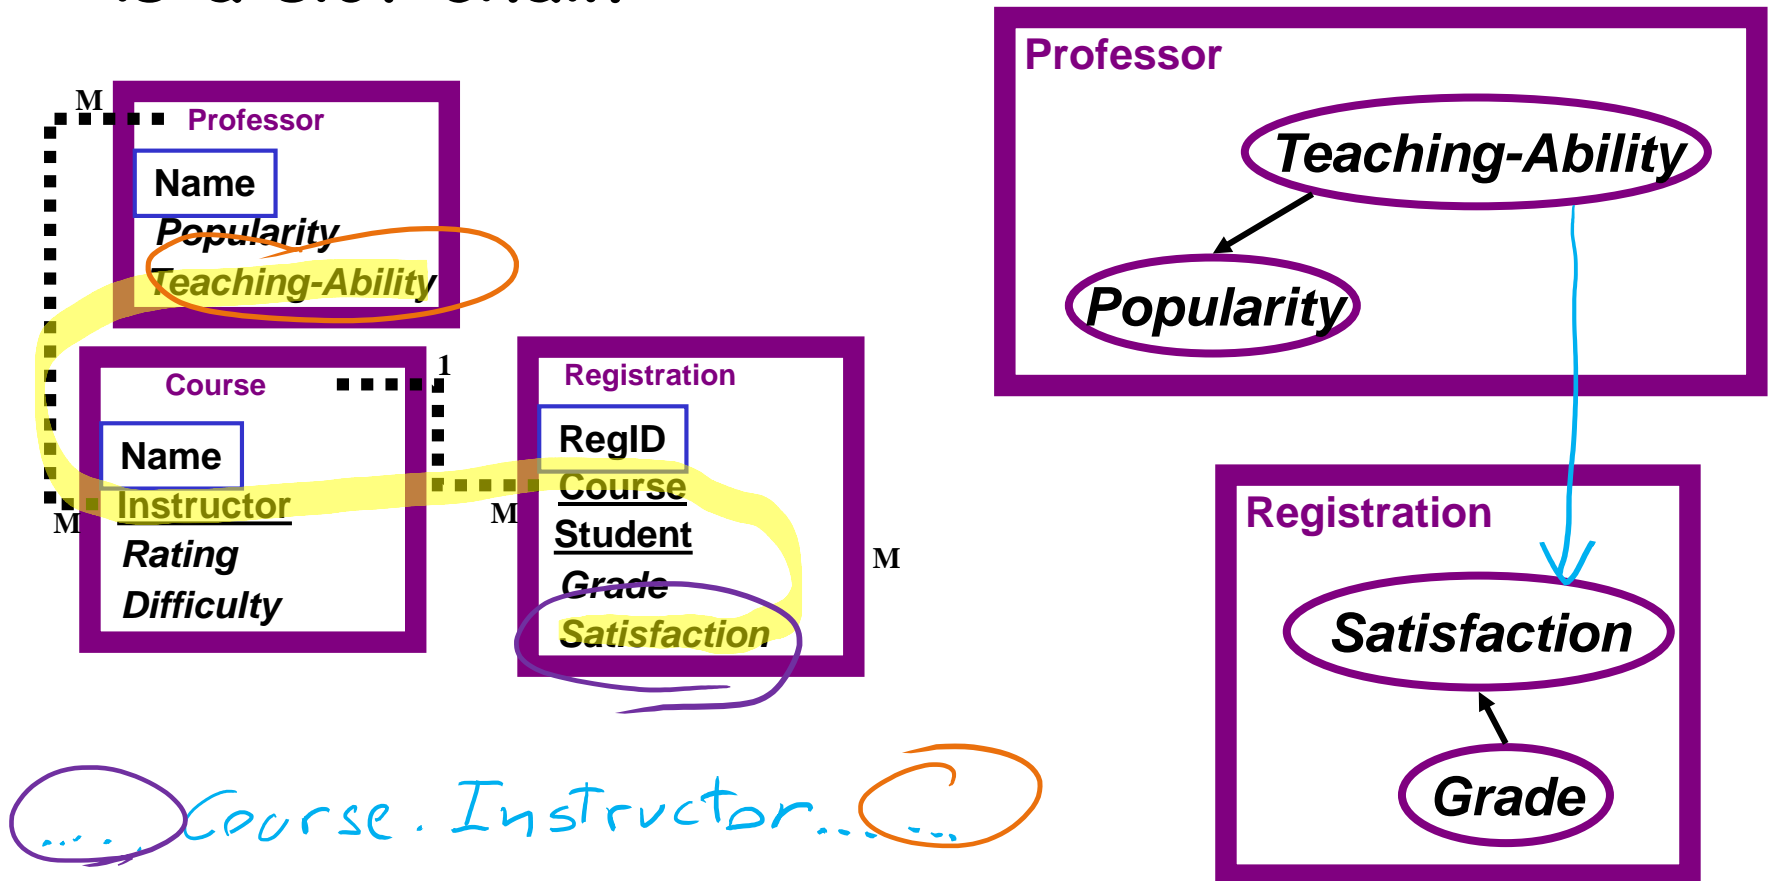 M
Professor
Name
Popularity
Teaching-Ability
Course
1
Name
Instructor
Rating
Difficulty
M
Registration
RegID
Course
Student
Grade
Satisfaction
M
M
Professor
Teaching-Ability
Popularity
Registration
Satisfaction
Grade
..... Course. Instructor......